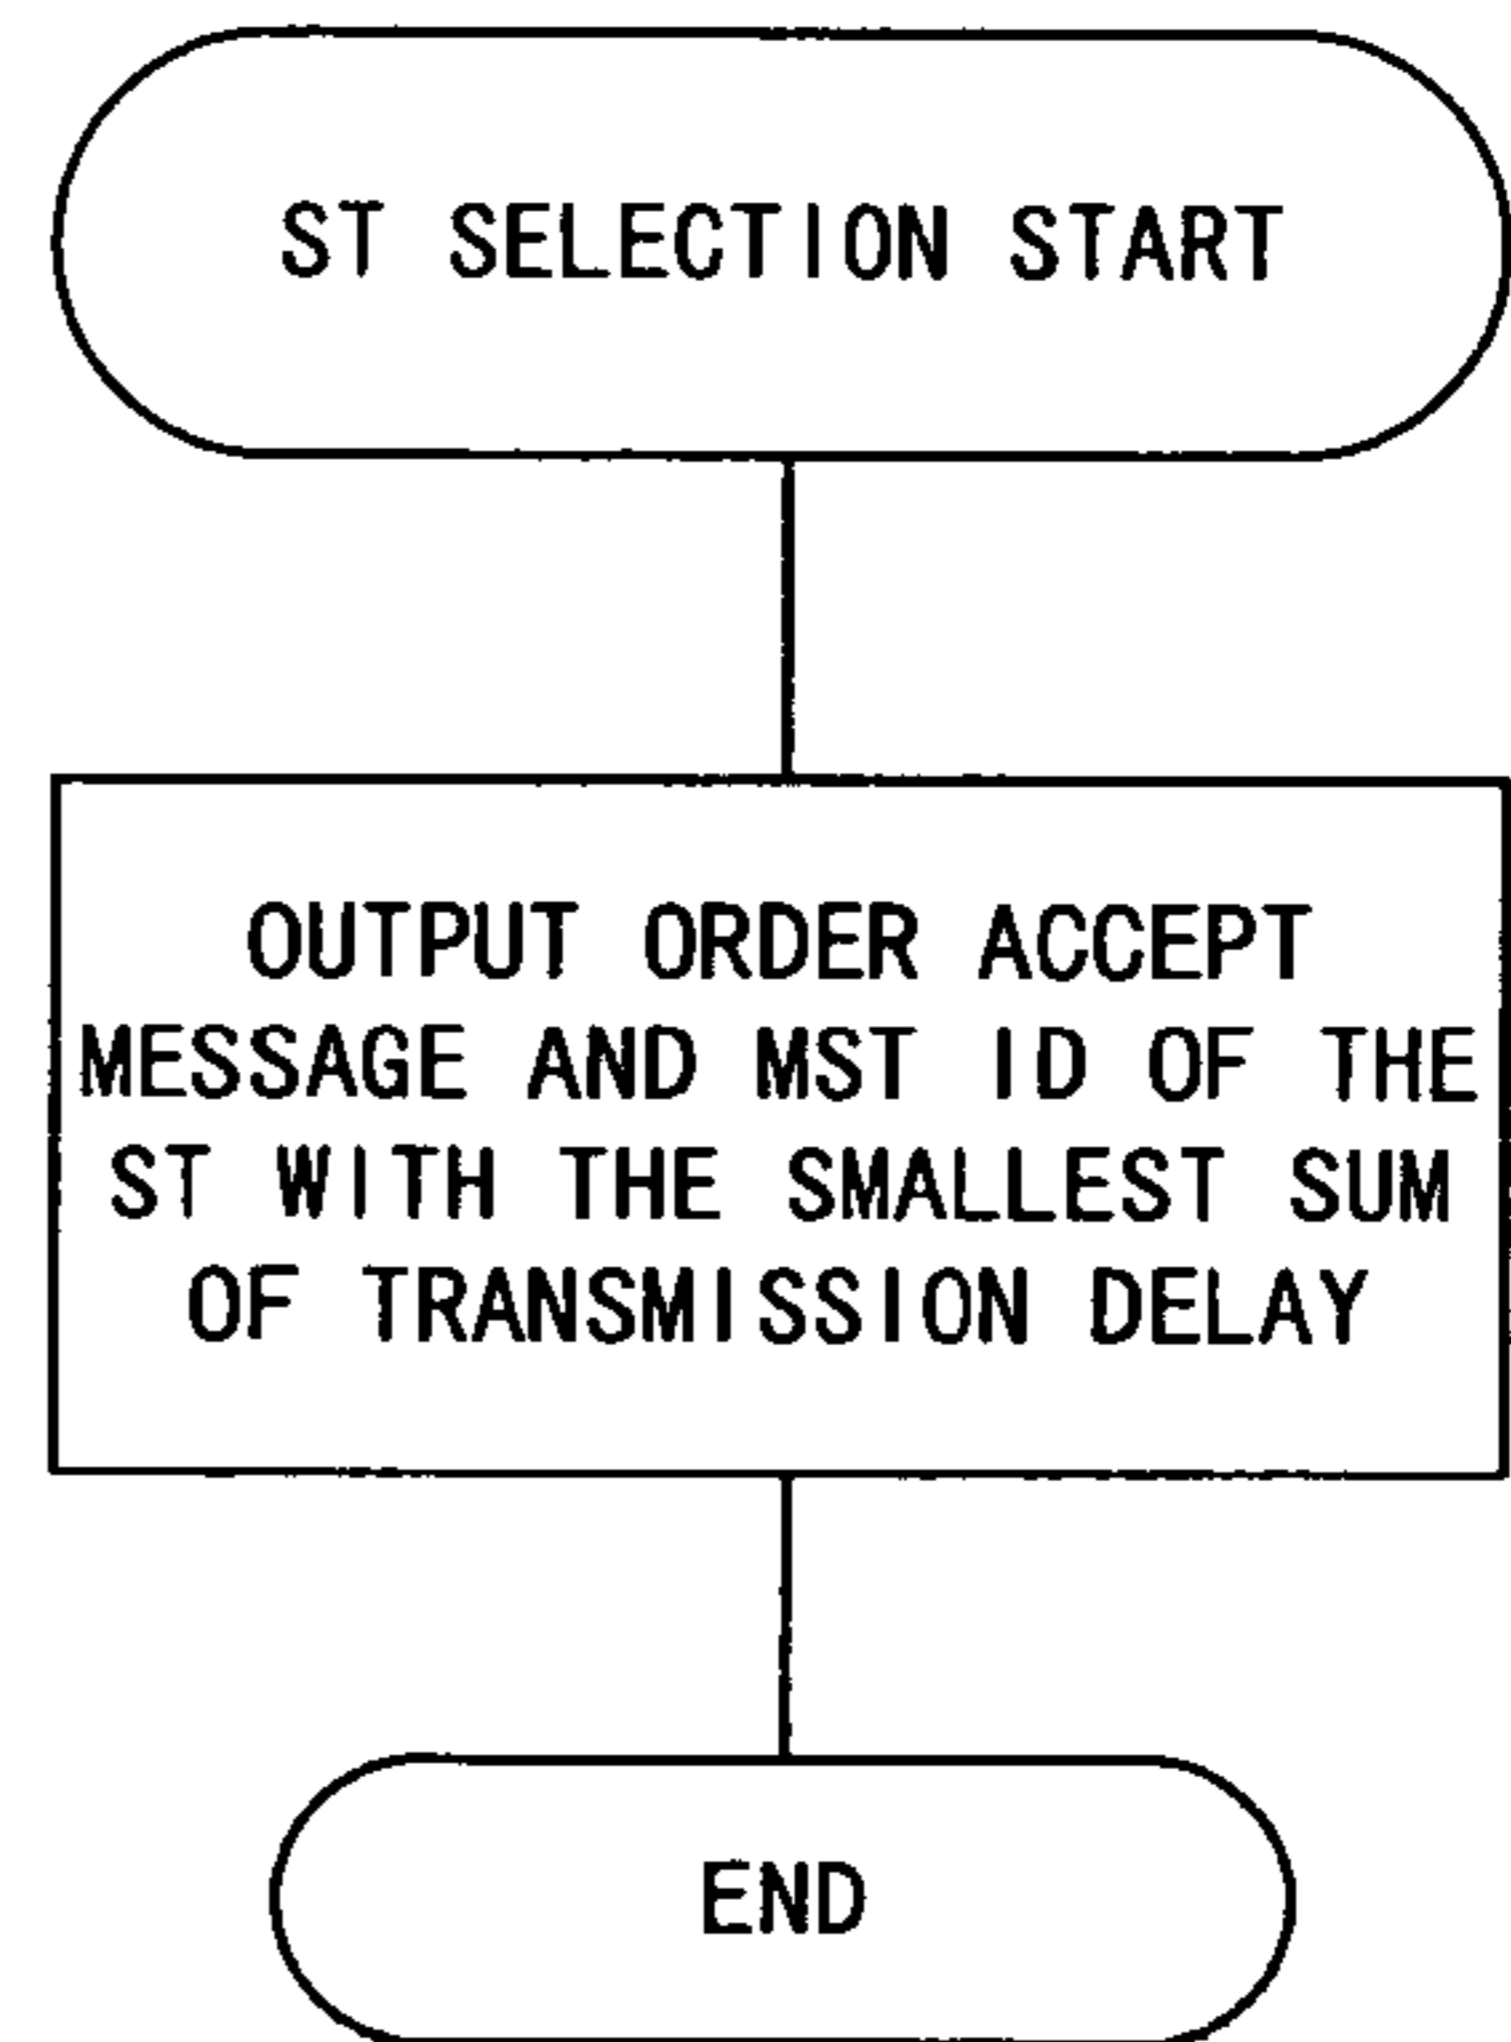 ST SELECTION START
OUTPUT ORDER ACCEPT
MESSAGE AND MST ID OF THE
ST WITH THE SMALLEST SUM
OF TRANSMISSION DELAY
END